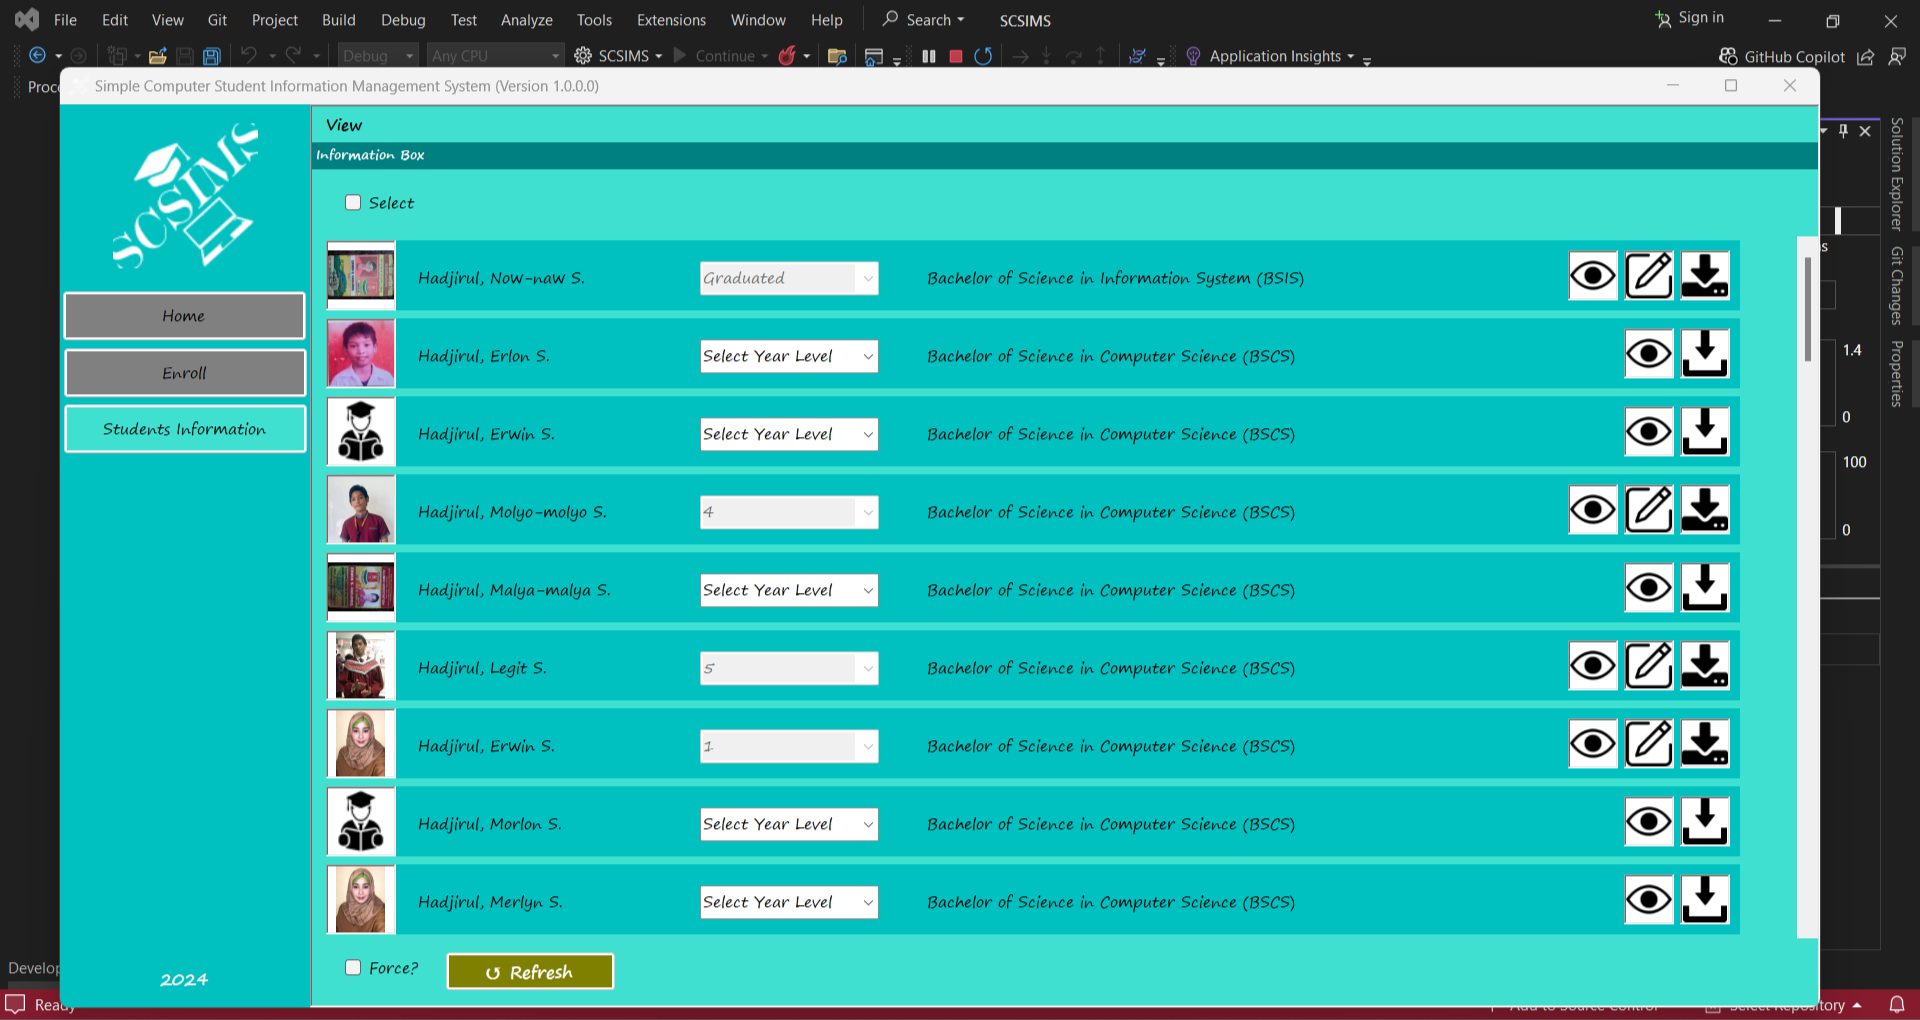 File Edit View Git Project Build Debug Test Analyze Tools Extensions Window Help Search SCSIMS Sign in
Debug Any CPU SCSIMS Continue Application Insights GitHub Copilot
Proc
Simple Computer Student Information Management System (Version 1.0.0.0)
SCSIMS
Home
Enroll
Students Information
2024
View
Information Box
Select
Hadjirul, Now-naw S. Graduated Bachelor of Science in Information System (BSIS)
Hadjirul, Erlon S. Select Year Level Bachelor of Science in Computer Science (BSCS)
Hadjirul, Erwin S. Select Year Level Bachelor of Science in Computer Science (BSCS)
Hadjirul, Molyo-molyo S. 4 Bachelor of Science in Computer Science (BSCS)
Hadjirul, Malya-malya S. Select Year Level Bachelor of Science in Computer Science (BSCS)
Hadjirul, Legit S. 5 Bachelor of Science in Computer Science (BSCS)
Hadjirul, Erwin S. 1 Bachelor of Science in Computer Science (BSCS)
Hadjirul, Morlon S. Select Year Level Bachelor of Science in Computer Science (BSCS)
Hadjirul, Merlyn S. Select Year Level Bachelor of Science in Computer Science (BSCS)
Force? Refresh
Solution Explorer
Git Changes
Properties
s
1.4
0
100
0
Develop
Ready Add to Source Control Select Repository